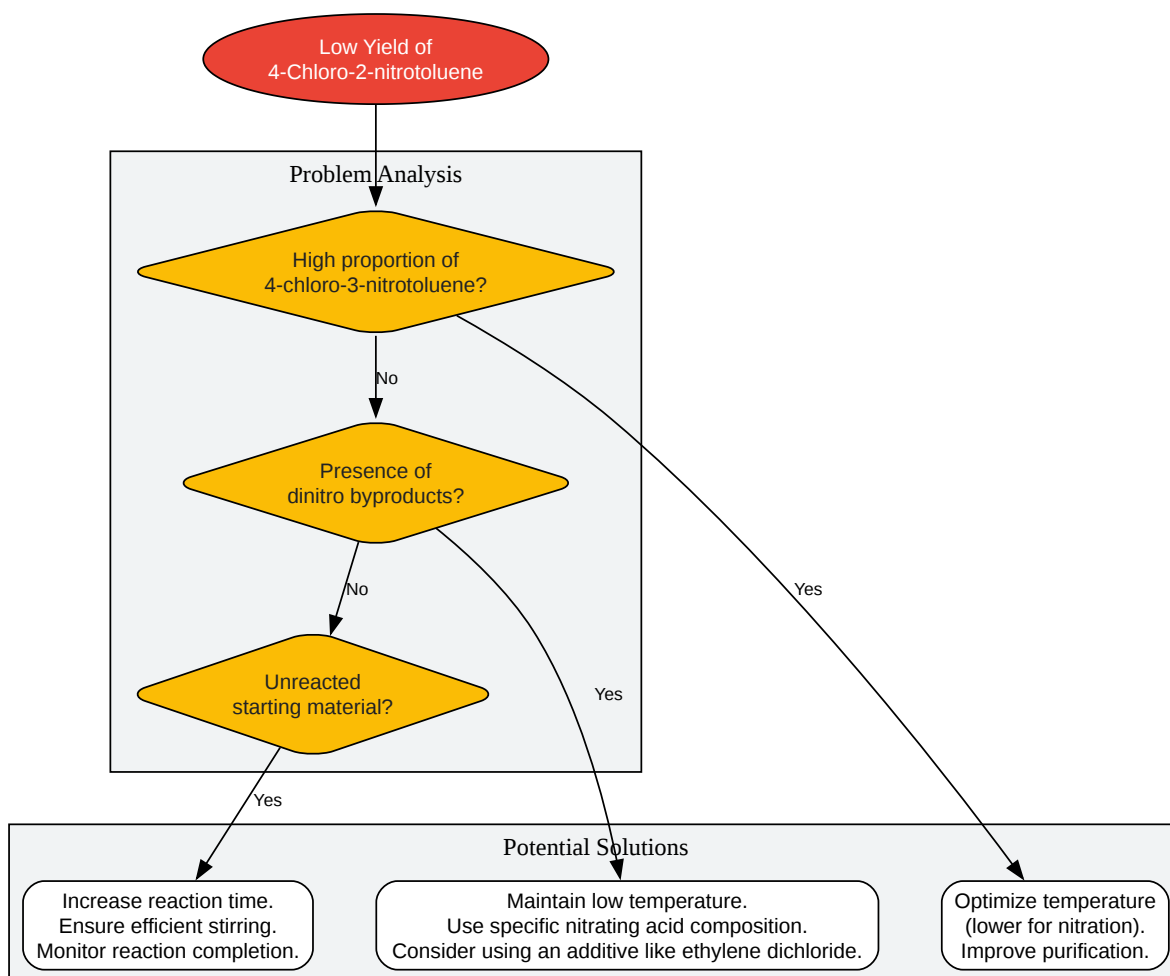 Low Yield of
4-Chloro-2-nitrotoluene
Problem Analysis
High proportion of
4-chloro-3-nitrotoluene?
No
Presence of
dinitro byproducts?
Yes
No
Unreacted
starting material?
Yes
Yes
Potential Solutions
Increase reaction time.
Ensure efficient stirring.
Monitor reaction completion.
Maintain low temperature.
Use specific nitrating acid composition.
Consider using an additive like ethylene dichloride.
Optimize temperature
(lower for nitration).
Improve purification.